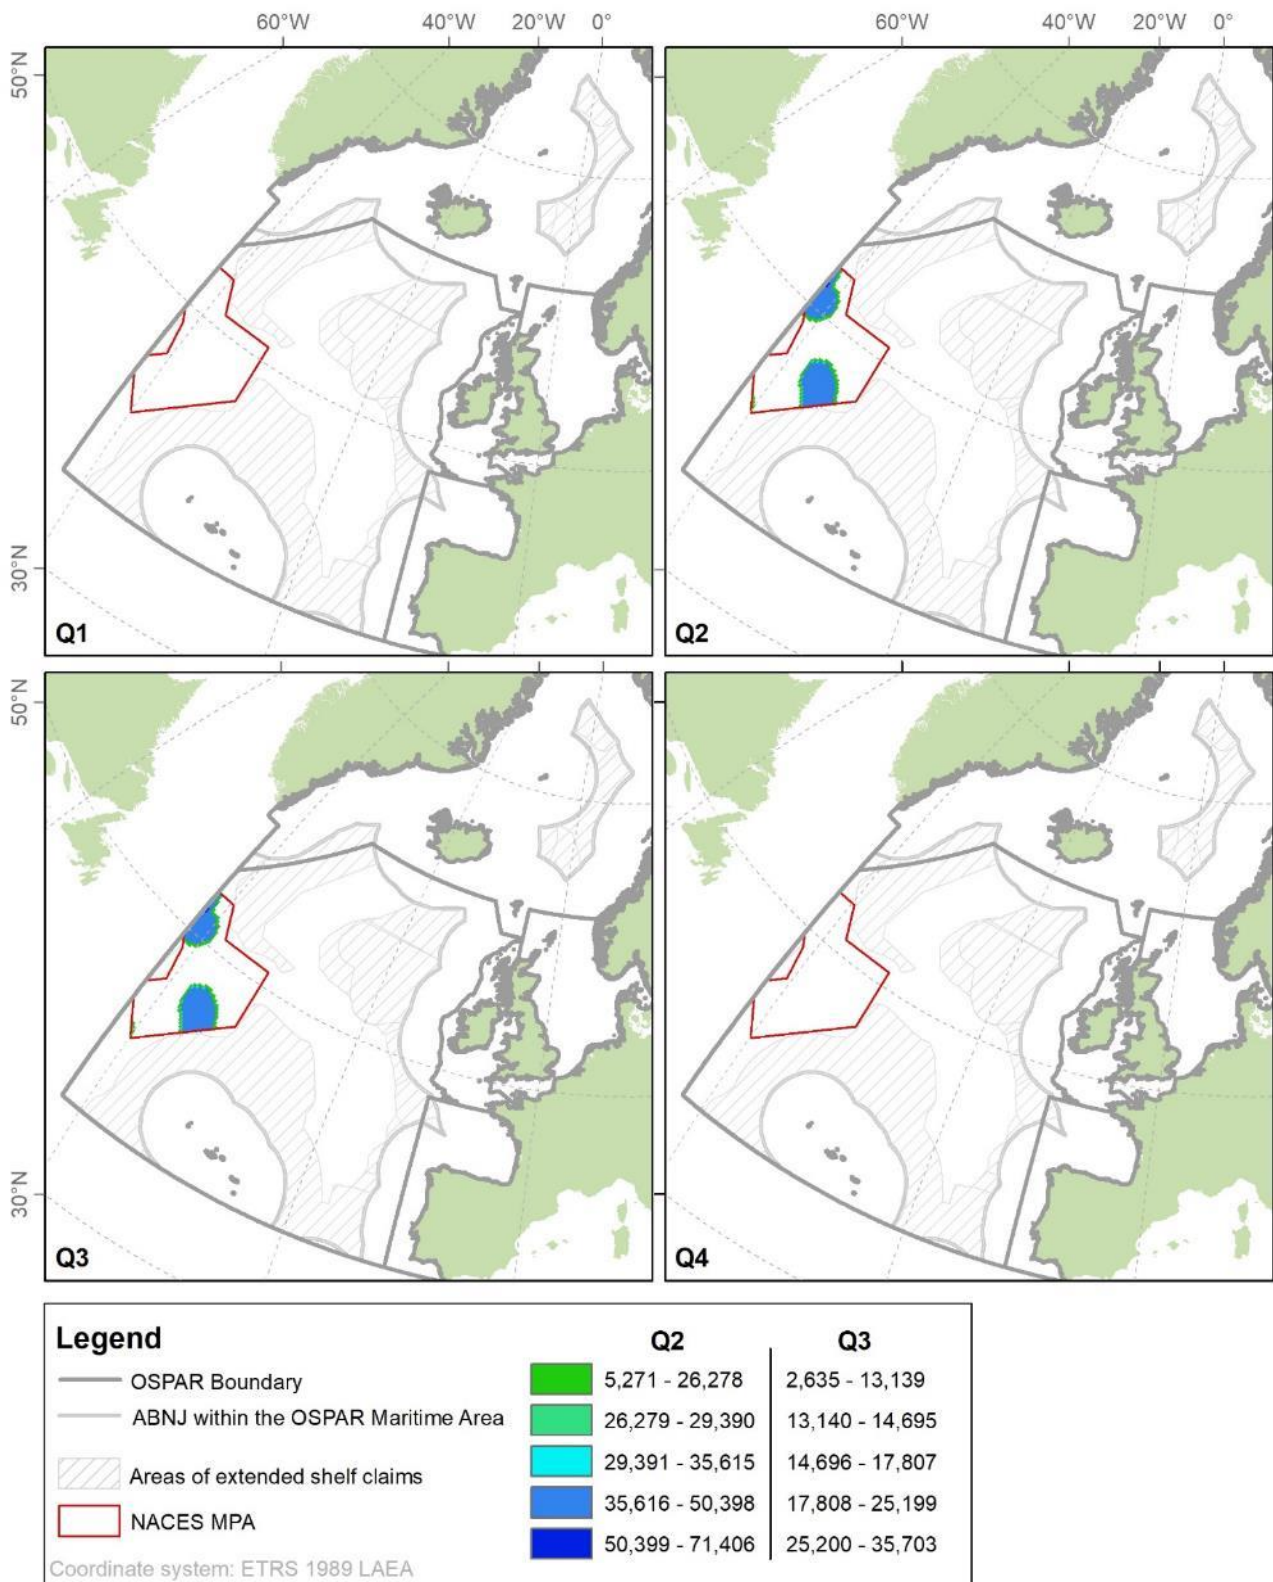 60°W 40°W 20°W 0° 60°W 40°W 20°W 0°
50°N
30°N
Q1 Q2
50°N
30°N
Q3 Q4
Legend Q2 Q3
OSPAR Boundary 5,271 - 26,278 2,635 - 13,139
ABNJ within the OSPAR Maritime Area 26,279 - 29,390 13,140 - 14,695
29,391 - 35,615 14,696 - 17,807
Areas of extended shelf claims 35,616 - 50,398 17,808 - 25,199
NACES MPA 50,399 - 71,406 25,200 - 35,703
Coordinate system: ETRS 1989 LAEA